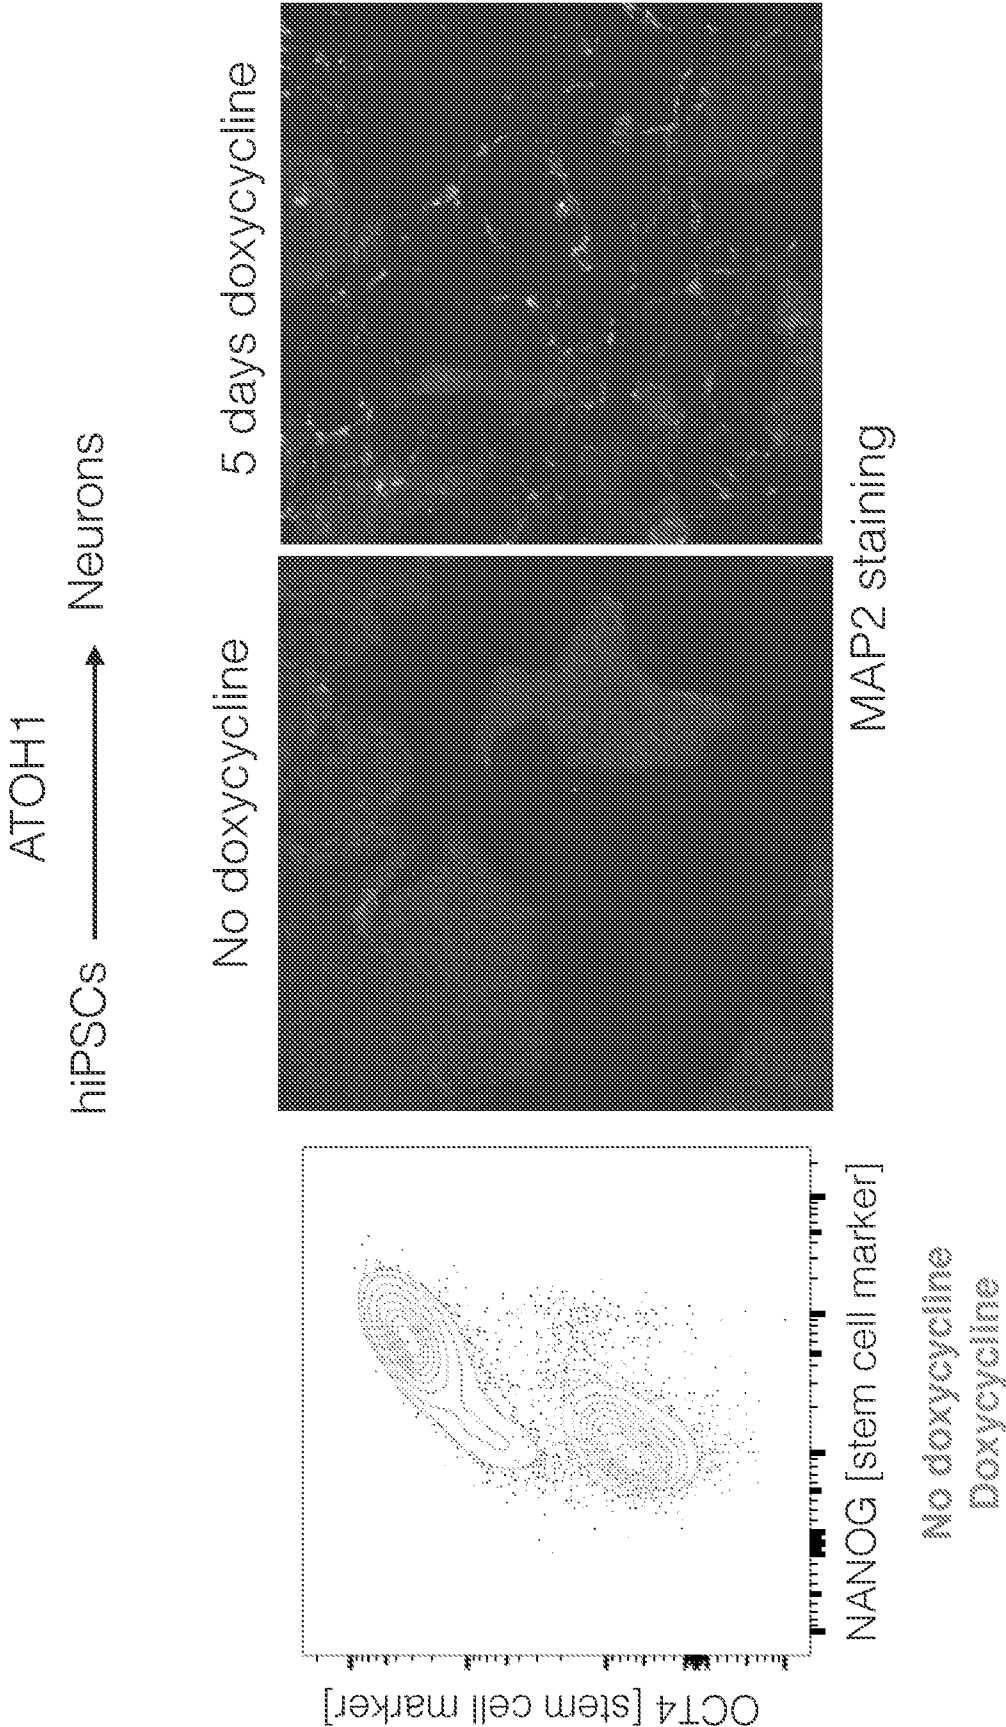 ATOH1
hiPSCs
Neurons
No doxycycline
5 days doxycycline
OCT4 [stem cell marker]
NANOG [stem cell marker]
MAP2 staining
No doxycycline
Doxycycline